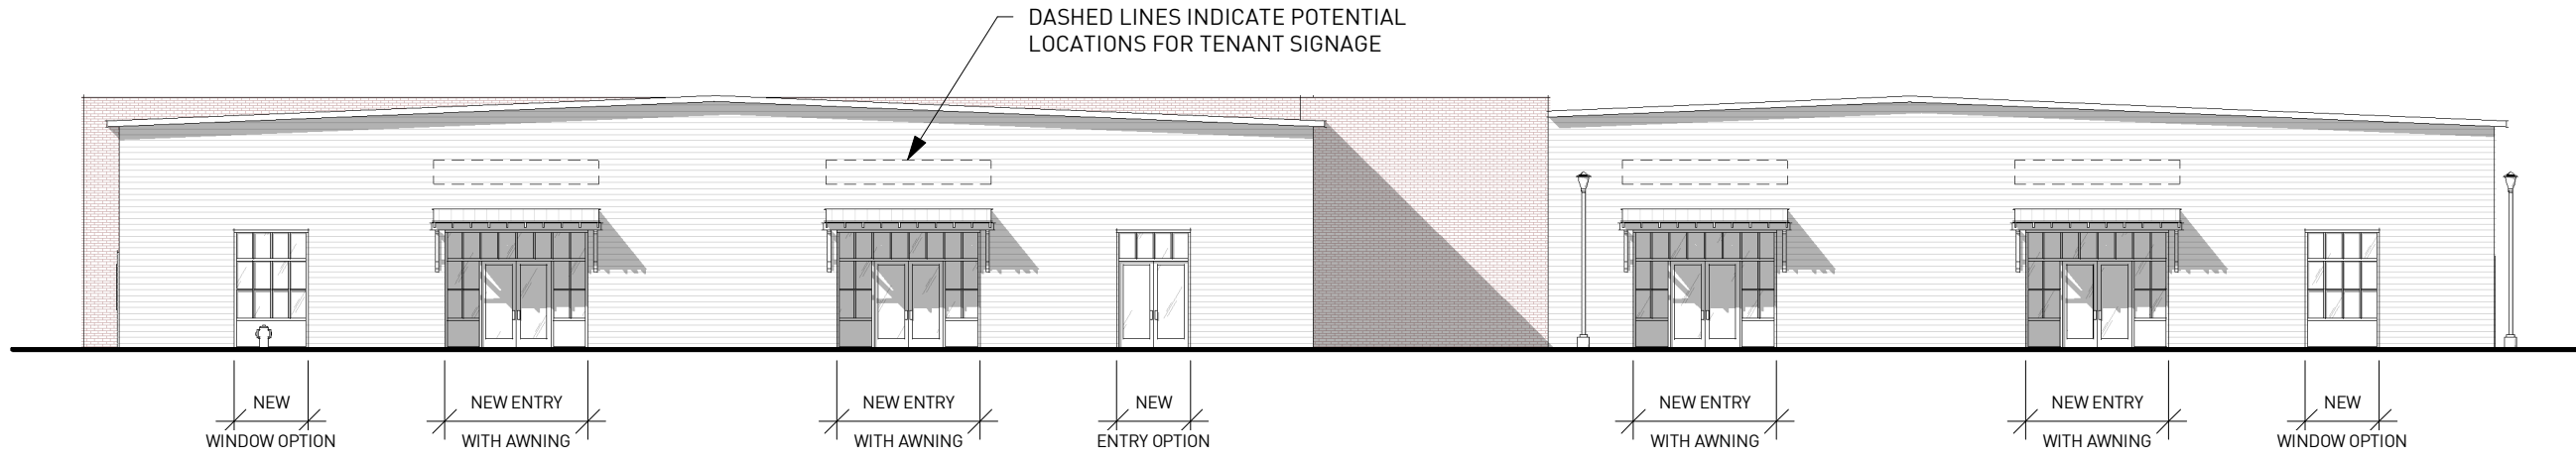 DASHED LINES INDICATE POTENTIAL
LOCATIONS FOR TENANT SIGNAGE
NEW
WINDOW OPTION
NEW ENTRY
WITH AWNING
NEW ENTRY
WITH AWNING
NEW
ENTRY OPTION
NEW ENTRY
WITH AWNING
NEW ENTRY
WITH AWNING
NEW
WINDOW OPTION